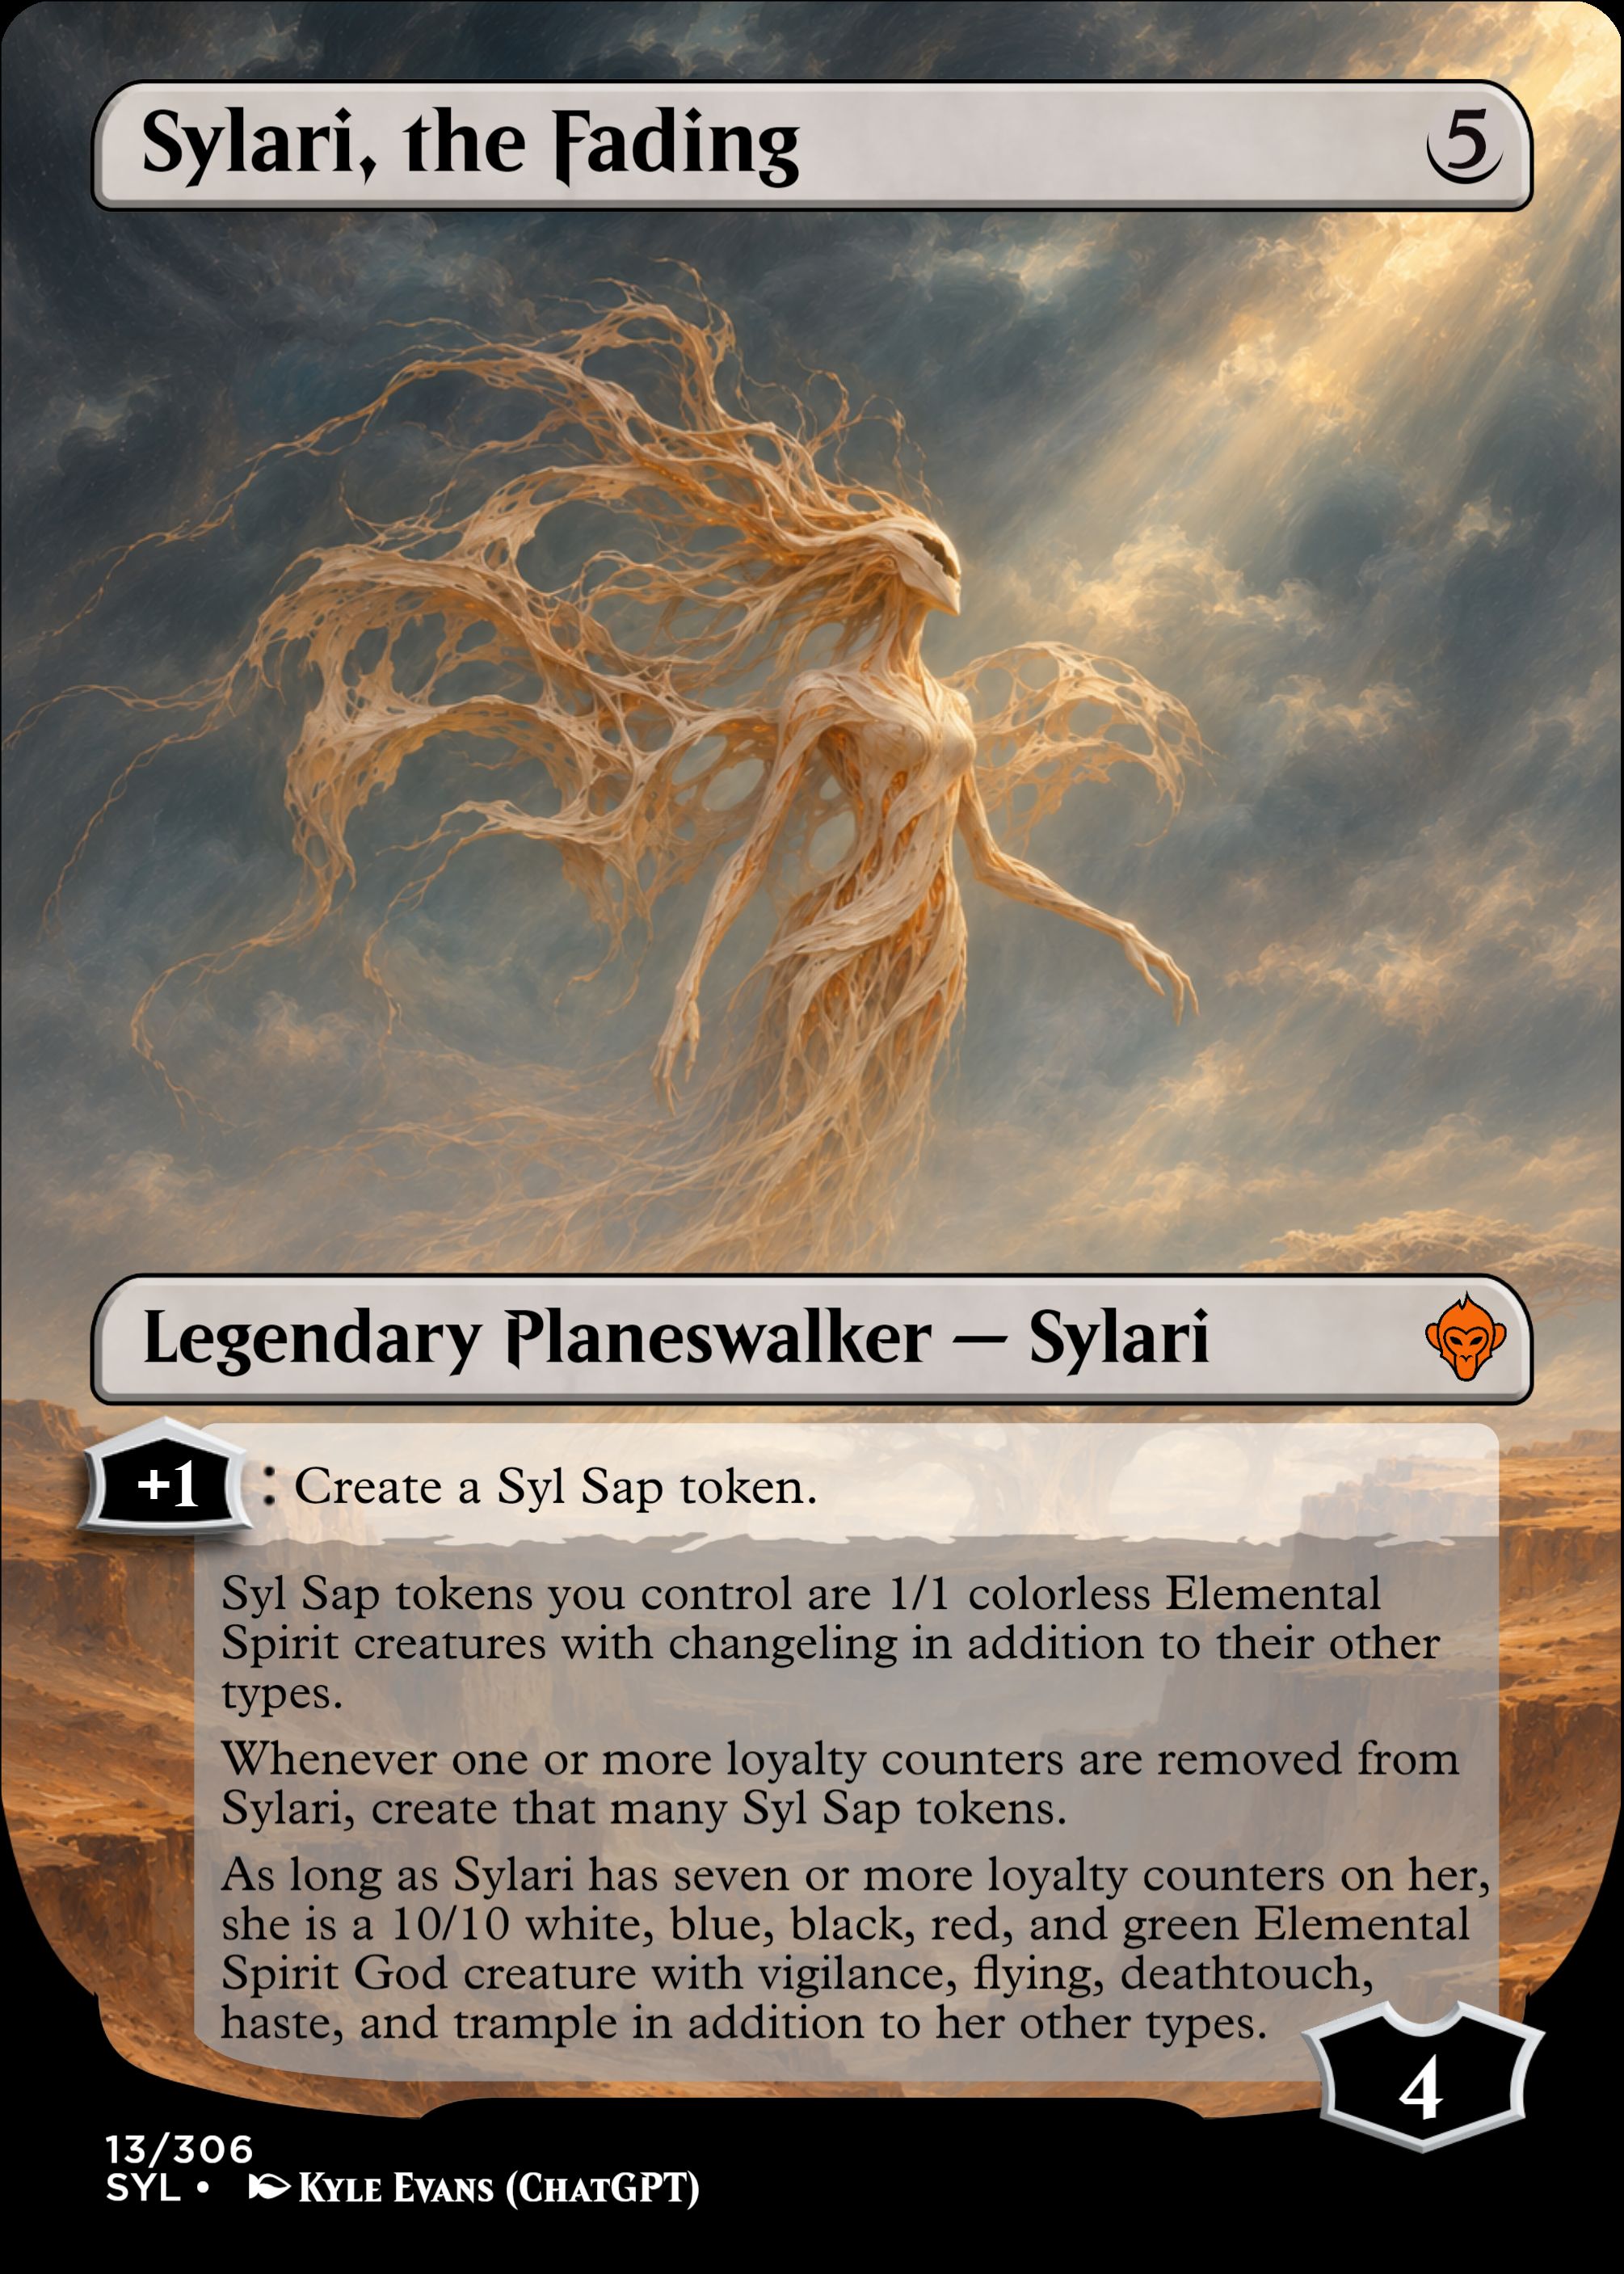 Sylari, the Fading
5
Legendary Planeswalker — Sylari
+1
: Create a Syl Sap token.
Syl Sap tokens you control are 1/1 colorless Elemental
Spirit creatures with changeling in addition to their other
types.
Whenever one or more loyalty counters are removed from
Sylari, create that many Syl Sap tokens.
As long as Sylari has seven or more loyalty counters on her,
she is a 10/10 white, blue, black, red, and green Elemental
Spirit God creature with vigilance, flying, deathtouch,
haste, and trample in addition to her other types.
4
13/306
SYL • Kyle Evans (ChatGPT)